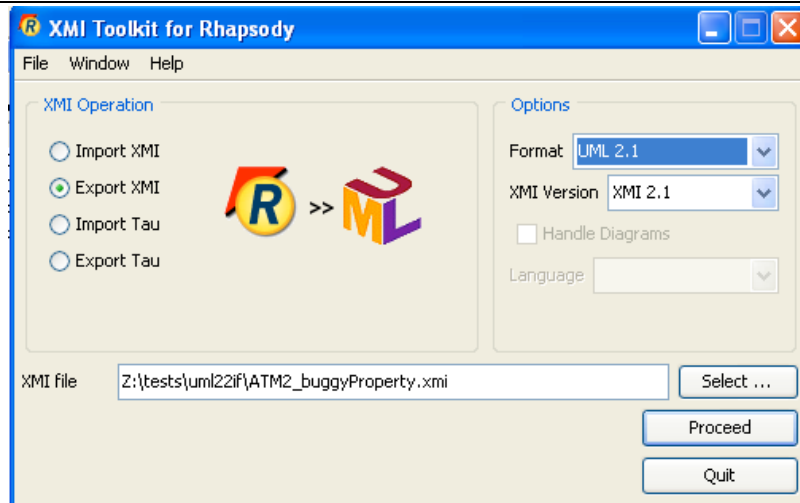 XMI Toolkit for Rhapsody
File Window Help
XMI Operation
Import XMI
Export XMI
Import Tau
Export Tau
R >> UML
Options
Format UML 2.1
XMI Version XMI 2.1
Handle Diagrams
Language
XMI file Z:\tests\uml22if\ATM2_buggyProperty.xmi Select ...
Proceed
Quit